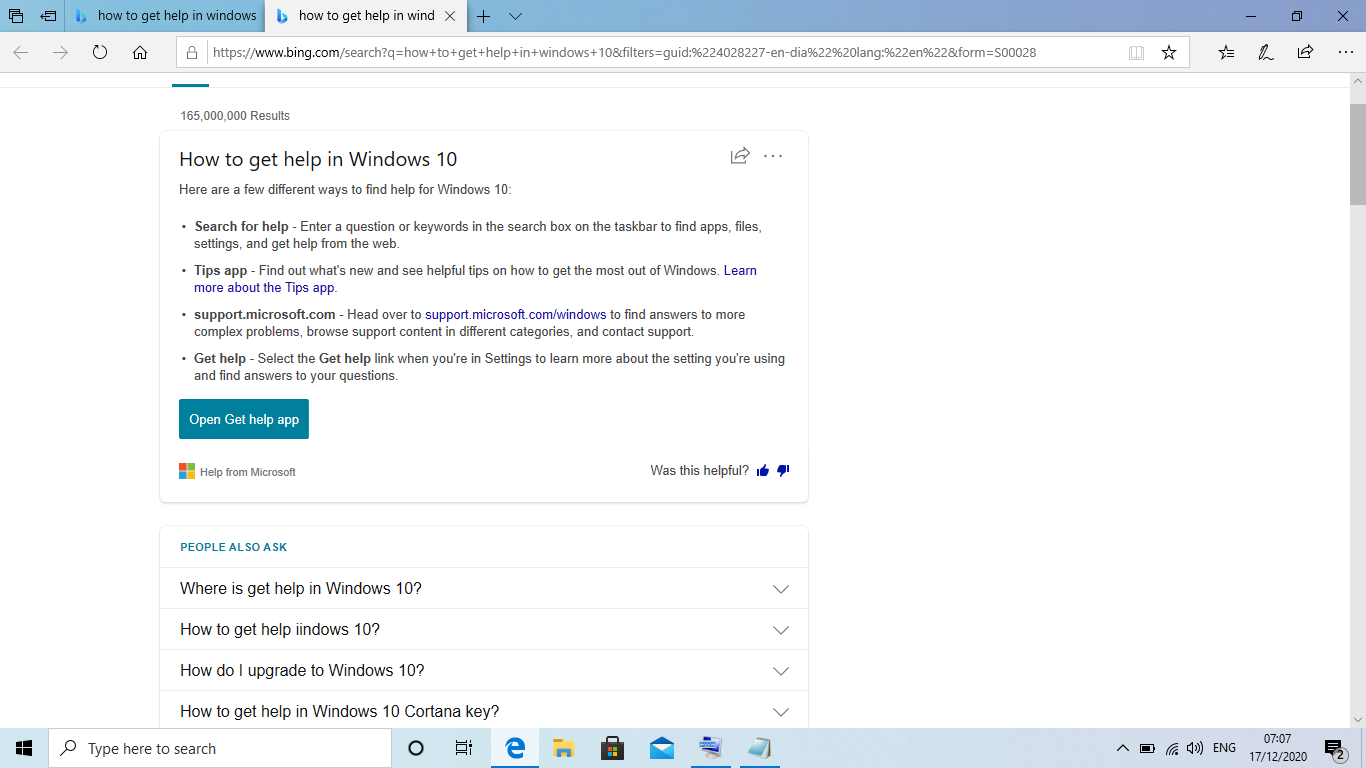 how to get help in windows
how to get help in wind
https://www.bing.com/search?q=how+to+get+help+in+windows+10&filters=guid:%224028227-en-dia%22%20lang:%22en%22&form=S00028
165,000,000 Results
How to get help in Windows 10
Here are a few different ways to find help for Windows 10:
• Search for help - Enter a question or keywords in the search box on the taskbar to find apps, files,
settings, and get help from the web.
• Tips app - Find out what's new and see helpful tips on how to get the most out of Windows. Learn
more about the Tips app.
• support.microsoft.com - Head over to support.microsoft.com/windows to find answers to more
complex problems, browse support content in different categories, and contact support.
• Get help - Select the Get help link when you're in Settings to learn more about the setting you're using
and find answers to your questions.
Open Get help app
Help from Microsoft
Was this helpful?
PEOPLE ALSO ASK
Where is get help in Windows 10?
How to get help iindows 10?
How do I upgrade to Windows 10?
How to get help in Windows 10 Cortana key?
Type here to search
ENG
07:07
17/12/2020
2